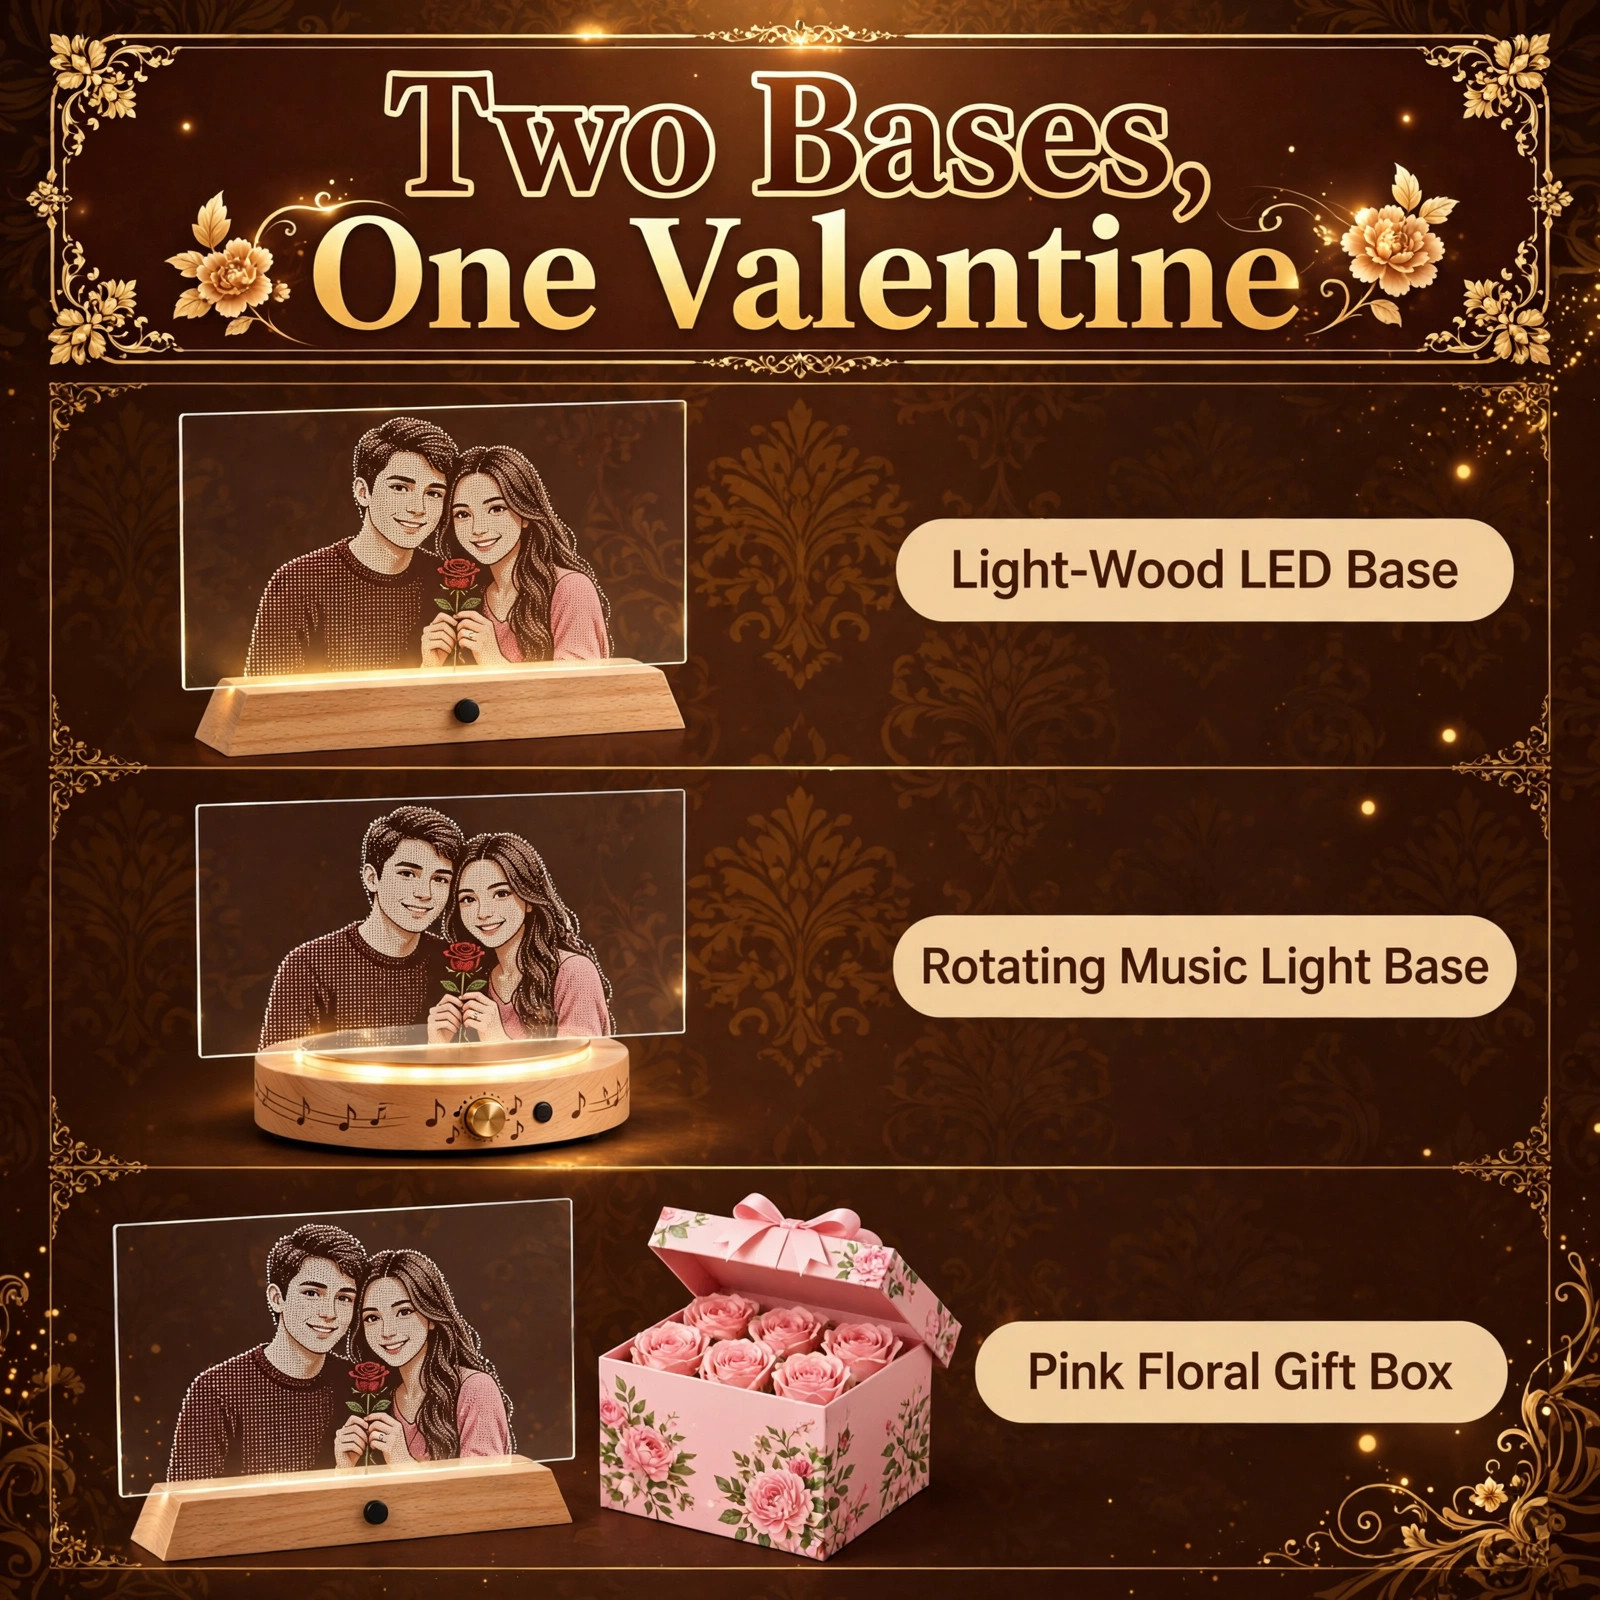 Two Bases,
One Valentine
Light-Wood LED Base
Rotating Music Light Base
Pink Floral Gift Box